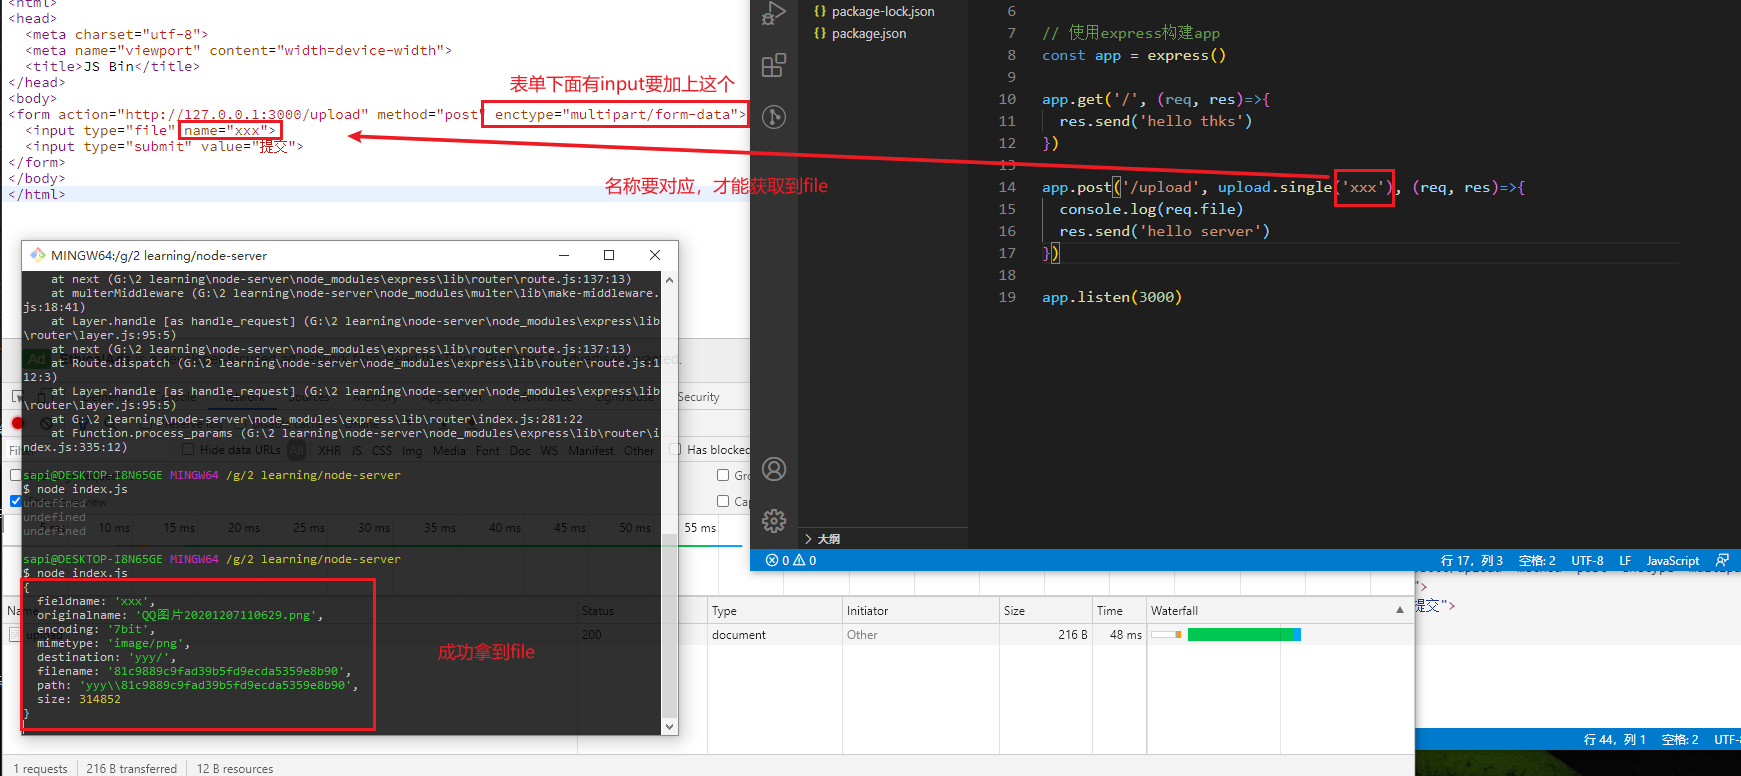 <html>
<head>
<meta charset="utf-8">
<meta name="viewport" content="width=device-width">
<title>JS Bin</title>
</head>
<body>
<form action="http://127.0.0.1:3000/upload" method="post" enctype="multipart/form-data">
<input type="file" name="xxx">
<input type="submit" value="提交">
</form>
</body>
</html>
表单下面有input要加上这个
名称要对应，才能获取到file
{} package-lock.json
{} package.json
大纲
6
7 // 使用express构建app
8 const app = express()
9
10 app.get('/', (req, res)=>{
11 res.send('hello thks')
12 })
13
14 app.post('/upload', upload.single('xxx'), (req, res)=>{
15 console.log(req.file)
16 res.send('hello server')
17 })
18
19 app.listen(3000)
0 0
行 17，列 3 空格: 2 UTF-8 LF JavaScript
MINGW64:/g/2 learning/node-server
at next (G:\2 learning\node-server\node_modules\express\lib\router\route.js:137:13)
at multerMiddleware (G:\2 learning\node-server\node_modules\multer\lib\make-middleware.
js:18:41)
at Layer.handle [as handle_request] (G:\2 learning\node-server\node_modules\express\lib
\router\layer.js:95:5)
at next (G:\2 learning\node-server\node_modules\express\lib\router\route.js:137:13)
at Route.dispatch (G:\2 learning\node-server\node_modules\express\lib\router\route.js:1
12:3)
at Layer.handle [as handle_request] (G:\2 learning\node-server\node_modules\express\lib
\router\layer.js:95:5)
at G:\2 learning\node-server\node_modules\express\lib\router\index.js:281:22
at Function.process_params (G:\2 learning\node-server\node_modules\express\lib\router\i
ndex.js:335:12)
sapi@DESKTOP-I8N65GE MINGW64 /g/2 learning/node-server
$ node index.js
undefined
undefined
undefined
sapi@DESKTOP-I8N65GE MINGW64 /g/2 learning/node-server
$ node index.js
{
fieldname: 'xxx',
originalname: 'QQ图片20201207110629.png',
encoding: '7bit',
mimetype: 'image/png',
destination: 'yyy/',
filename: '81c9889c9fad39b5fd9ecda5359e8b90',
path: 'yyy\\81c9889c9fad39b5fd9ecda5359e8b90',
size: 314852
}
成功拿到file
Ad
Network Sources Memory Application Performance Lighthouse Security
Hide data URLs All XHR JS CSS Img Media Font Doc WS Manifest Other Has blocked
10 ms 15 ms 20 ms 25 ms 30 ms 35 ms 40 ms 45 ms 50 ms 55 ms
Name Status Type Initiator Size Time Waterfall
upload 200 document Other 216 B 48 ms
1 requests 216 B transferred 12 B resources
提交">
行 44，列 1 空格: 2 UTF-8